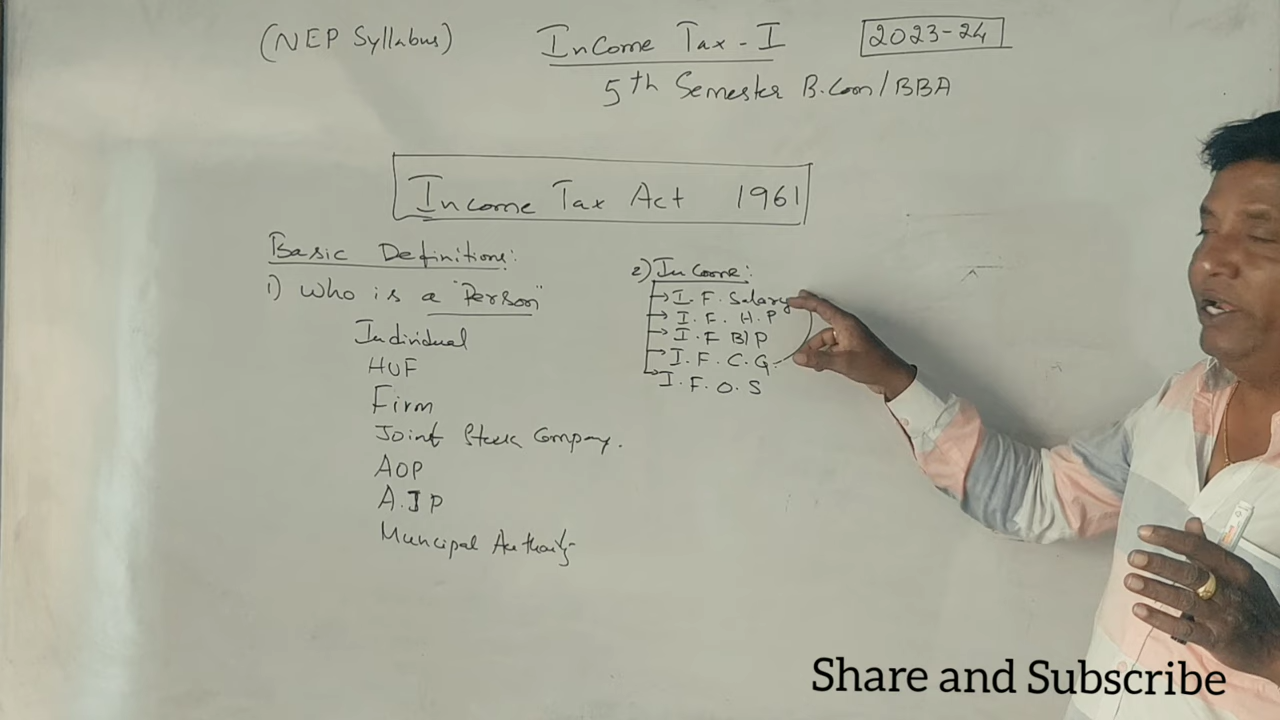 (NEP Syllabus) Income Tax - I 2023-24
5th Semester B.Com/BBA
Income Tax Act 1961
Basic Definitions:
1) Who is a "Person"
Individual
HUF
Firm
Joint Stock Company.
AOP
A.J P
Muncipal Authority
2) Income:
I. F. Salary
I. F. H. P
I. F B/P
I. F. C. G.
I. F. O. S
Share and Subscribe